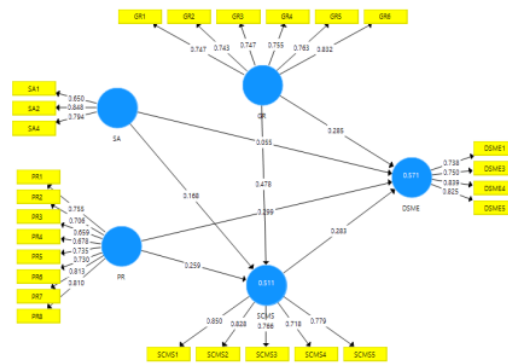 GR1 GR2 GR3 GR4 GR5 GR6
0.747 0.743 0.747 0.755 0.763 0.832
GR
SA1
SA2
SA4
0.650
0.848
0.794
SA
0.285
0.055
0.478
0.168
DSME1
DSME3
DSME4
DSME5
0.738
0.750
0.839
0.825
0.571
DSME
PR1
PR2
PR3
PR4
PR5
PR6
PR7
PR8
0.755
0.706
0.659
0.678
0.735
0.730
0.813
0.810
PR
0.299
0.259
0.283
0.511
SCMS
0.850 0.828 0.766 0.718 0.779
SCMS1 SCMS2 SCMS3 SCMS4 SCMS5